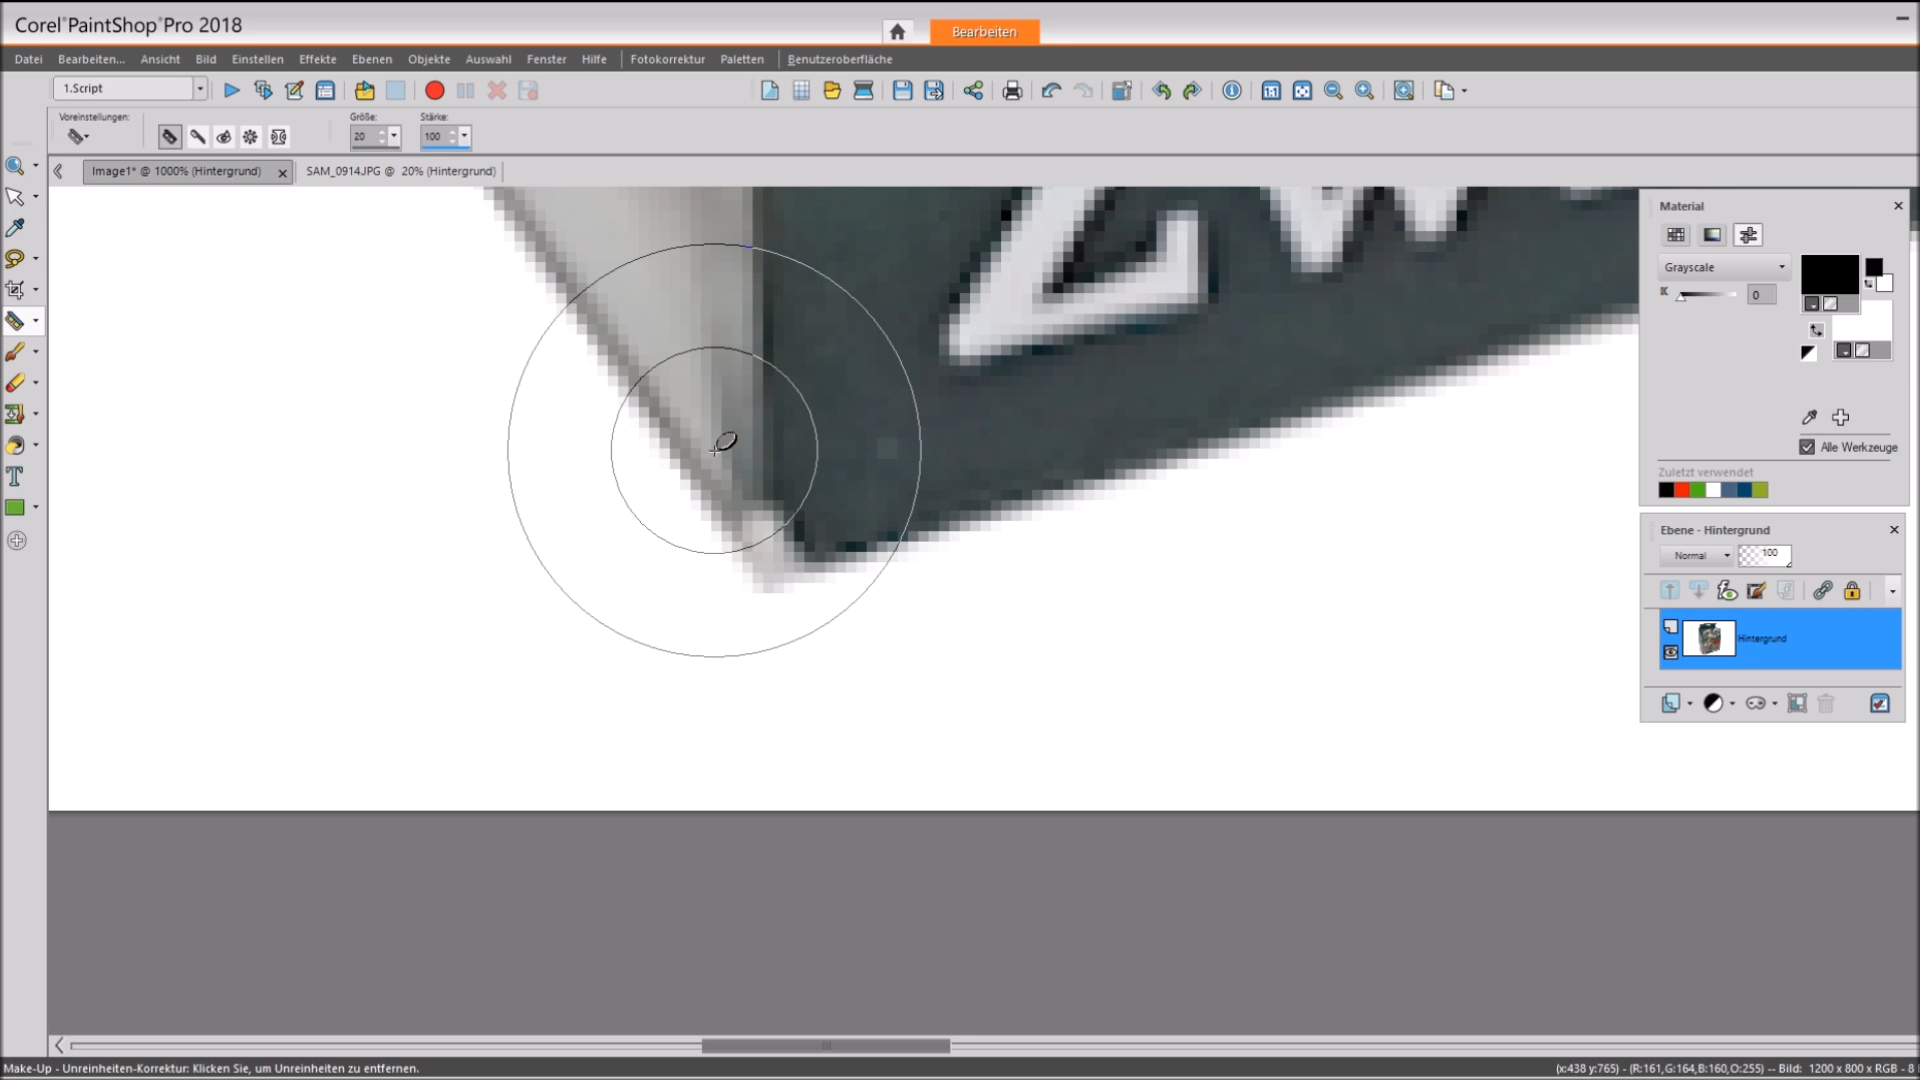 Corel®PaintShop®Pro 2018
Bearbeiten
Datei Bearbeiten... Ansicht Bild Einstellen Effekte Ebenen Objekte Auswahl Fenster Hilfe Fotokorrektur Paletten Benutzeroberfläche
1.Script
Voreinstellungen: Größe: Stärke:
20 100
Image1* @ 1000% (Hintergrund) SAM_0914.JPG @ 20% (Hintergrund)
Material
Grayscale
K 0
Alle Werkzeuge
Zuletzt verwendet
Ebene - Hintergrund
Normal 100
Hintergrund
Make-Up - Unreinheiten-Korrektur: Klicken Sie, um Unreinheiten zu entfernen.
(x:438 y:765) - (R:161,G:164,B:160,O:255) -- Bild: 1200 x 800 x RGB - 8